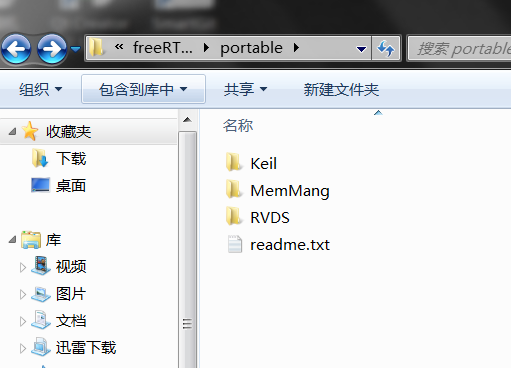 « freeRT... ▸ portable ▸
搜索 portable
组织 包含到库中 共享 新建文件夹
收藏夹
下载
桌面
库
视频
图片
文档
迅雷下载
名称
Keil
MemMang
RVDS
readme.txt